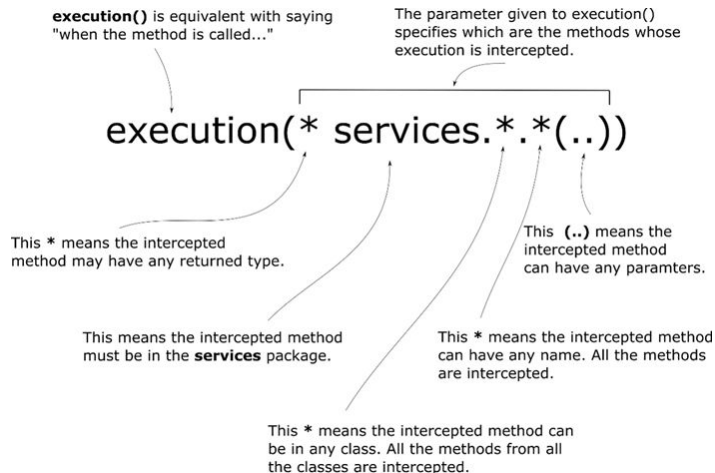 execution() is equivalent with saying
"when the method is called..."
The parameter given to execution()
specifies which are the methods whose
execution is intercepted.
execution(* services.*.*(..))
This * means the intercepted
method may have any returned type.
This (..) means the
intercepted method
can have any paramters.
This means the intercepted method
must be in the services package.
This * means the intercepted method
can have any name. All the methods
are intercepted.
This * means the intercepted method can
be in any class. All the methods from all
the classes are intercepted.